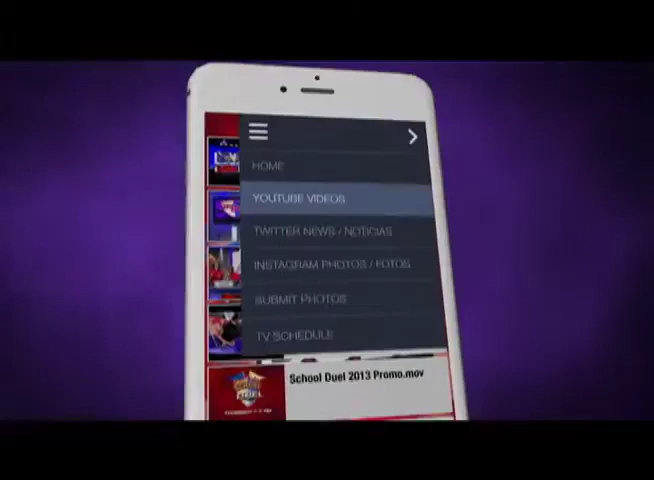 HOME
YOUTUBE VIDEOS
TWITTER NEWS / NOTICIAS
INSTAGRAM PHOTOS / FOTOS
SUBMIT PHOTOS
TV SCHEDULE
School Duel 2013 Promo.mov